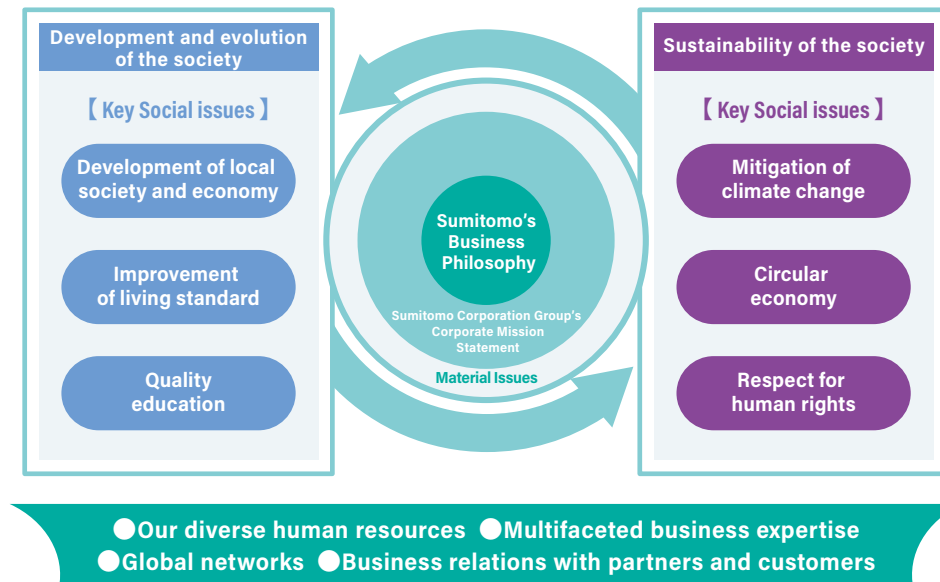 Development and evolution
of the society
【 Key Social issues 】
Development of local
society and economy
Improvement
of living standard
Quality
education
Sumitomo's
Business
Philosophy
Sumitomo Corporation Group's
Corporate Mission
Statement
Material Issues
Sustainability of the society
【 Key Social issues 】
Mitigation of
climate change
Circular
economy
Respect for
human rights
●Our diverse human resources ●Multifaceted business expertise
●Global networks ●Business relations with partners and customers